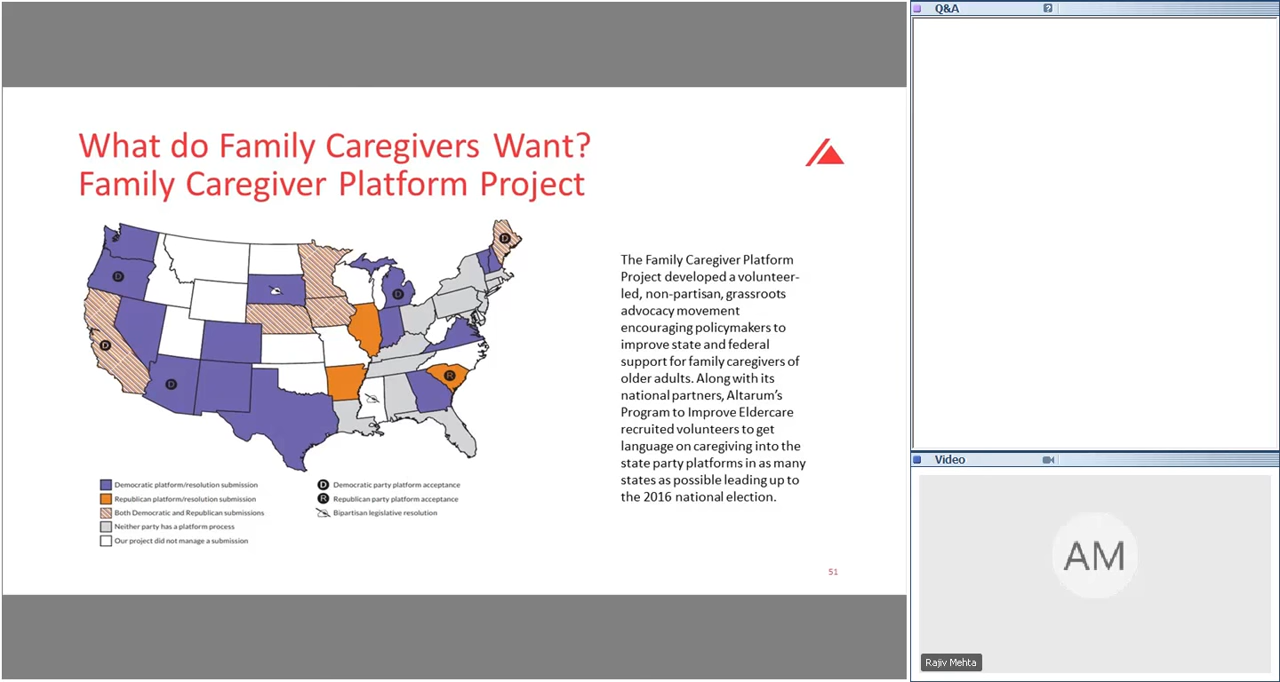 Q&A
What do Family Caregivers Want?
Family Caregiver Platform Project
D
D
D
D
D
R
The Family Caregiver Platform
Project developed a volunteer-
led, non-partisan, grassroots
advocacy movement
encouraging policymakers to
improve state and federal
support for family caregivers of
older adults. Along with its
national partners, Altarum's
Program to Improve Eldercare
recruited volunteers to get
language on caregiving into the
state party platforms in as many
states as possible leading up to
the 2016 national election.
Democratic platform/resolution submission
Republican platform/resolution submission
Both Democratic and Republican submissions
Neither party has a platform process
Our project did not manage a submission
D Democratic party platform acceptance
R Republican party platform acceptance
Bipartisan legislative resolution
51
Video
AM
Rajiv Mehta